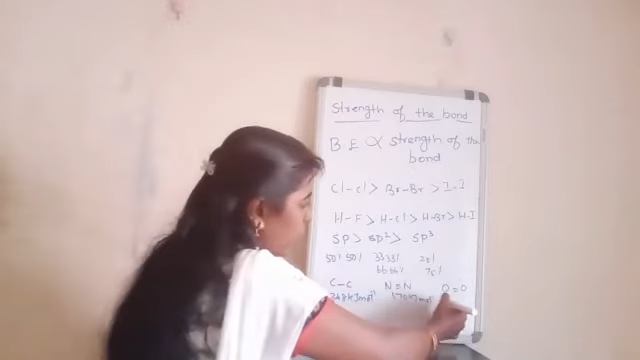 Strength of the bond
B E ∝ strength of the
bond
Cl-Cl > Br-Br > I-I
H-F > H-Cl > H-Br > H-I
SP > SP² > SP³
50% 50% 33.33% 25%
66.66% 75%
C-C N≡N O=O